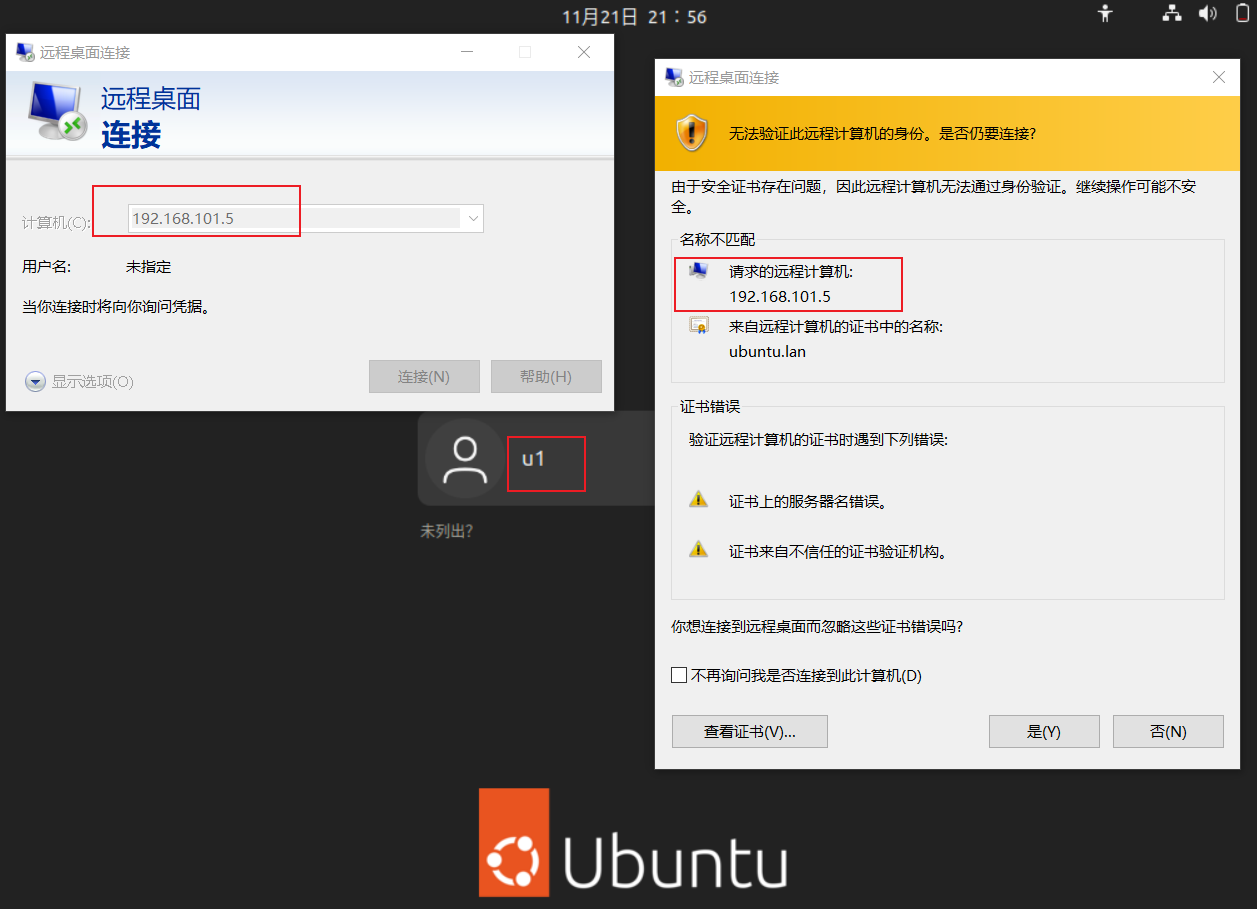 11月21日 21：56
远程桌面连接
远程桌面
连接
计算机(C):
192.168.101.5
用户名:
未指定
当你连接时将向你询问凭据。
显示选项(O)
连接(N)
帮助(H)
u1
未列出?
远程桌面连接
无法验证此远程计算机的身份。是否仍要连接?
由于安全证书存在问题，因此远程计算机无法通过身份验证。继续操作可能不安
全。
名称不匹配
请求的远程计算机:
192.168.101.5
来自远程计算机的证书中的名称:
ubuntu.lan
证书错误
验证远程计算机的证书时遇到下列错误:
证书上的服务器名错误。
证书来自不信任的证书验证机构。
你想连接到远程桌面而忽略这些证书错误吗?
不再询问我是否连接到此计算机(D)
查看证书(V)...
是(Y)
否(N)
Ubuntu